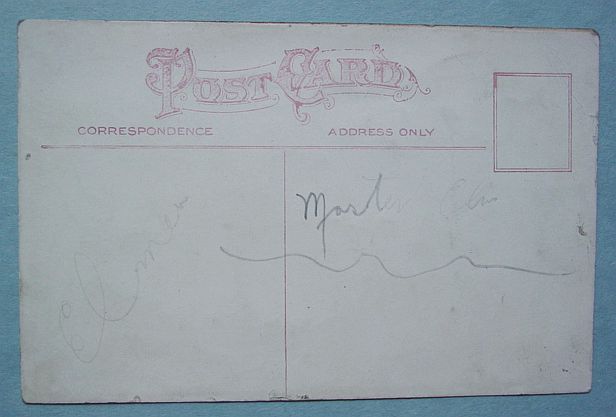 POST CARD
CORRESPONDENCE ADDRESS ONLY
Master
Elmer